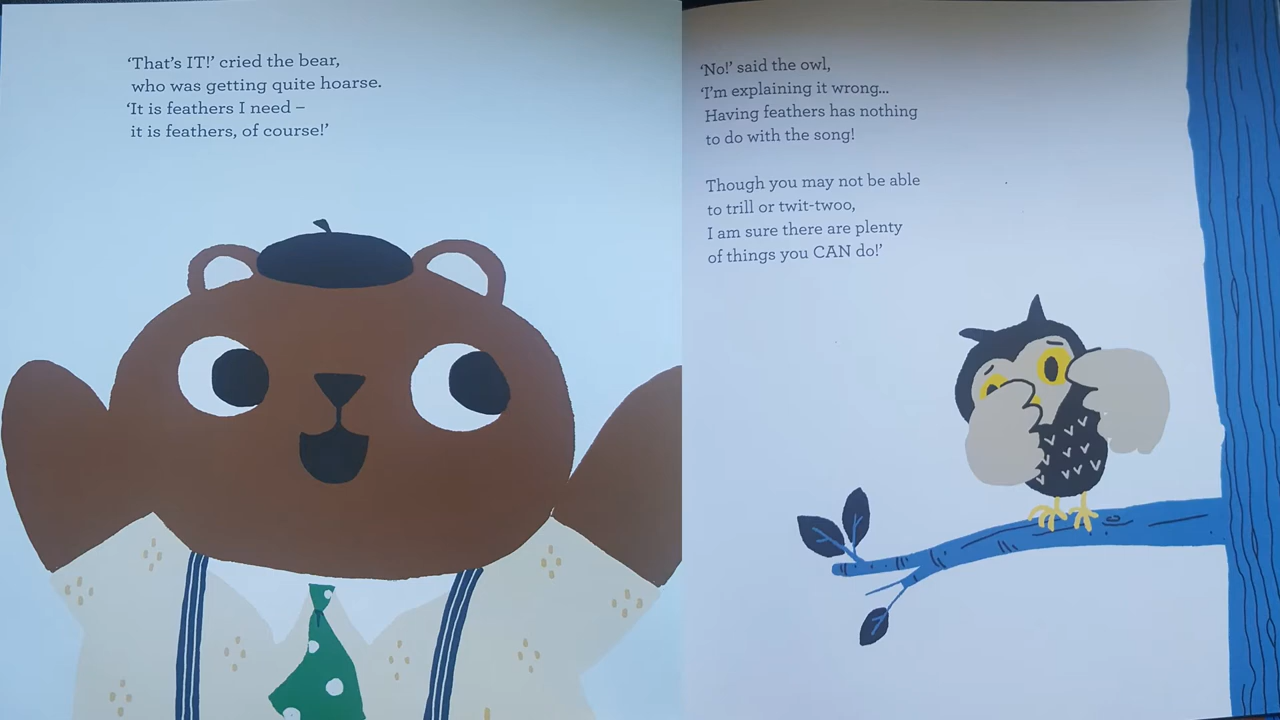 ‘That’s IT!’ cried the bear,
who was getting quite hoarse.
‘It is feathers I need –
it is feathers, of course!’
‘No!’ said the owl,
‘I’m explaining it wrong...
Having feathers has nothing
to do with the song!
Though you may not be able
to trill or twit-twoo,
I am sure there are plenty
of things you CAN do!’